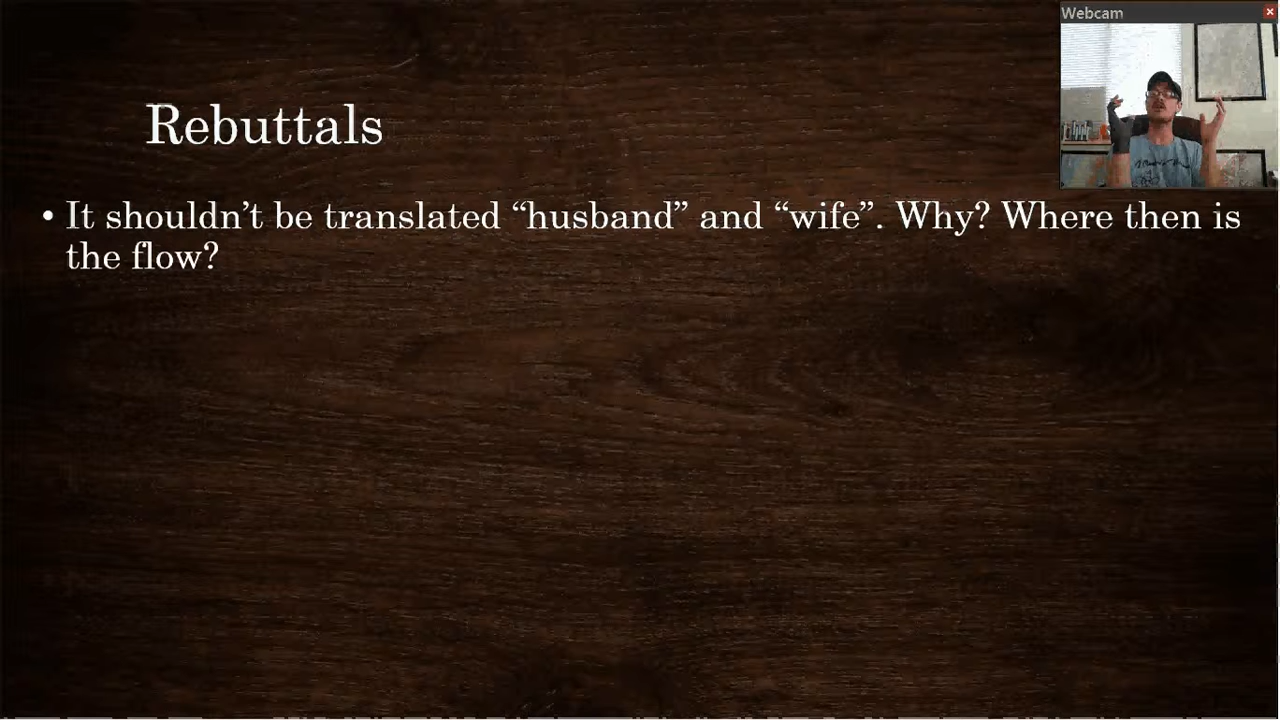 Webcam
Rebuttals
• It shouldn’t be translated “husband” and “wife”. Why? Where then is
the flow?